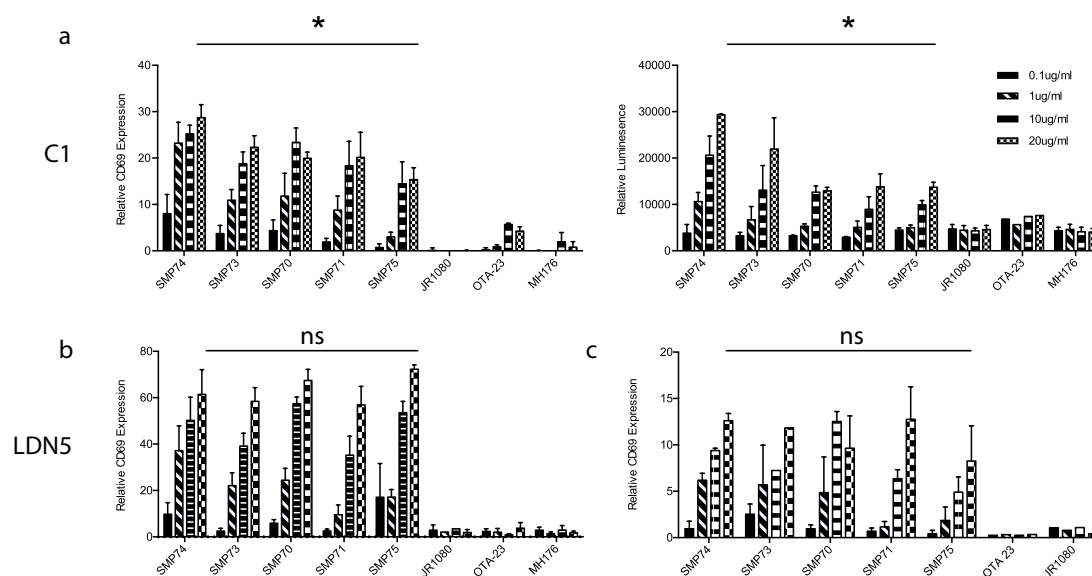 a
C1
*
Relative CD69 Expression
40
30
20
10
0
SMP74
SMP73
SMP70
SMP71
SMP75
JR1080
OTA-23
MH176
*
Relative Luminesence
40000
30000
20000
10000
0
SMP74
SMP73
SMP70
SMP71
SMP75
JR1080
OTA-23
MH176
0.1ug/ml
1ug/ml
10ug/ml
20ug/ml
b
LDN5
ns
Relative CD69 Expression
80
60
40
20
0
SMP74
SMP73
SMP70
SMP71
SMP75
JR1080
OTA-23
MH176
c
ns
Relative CD69 Expression
20
15
10
5
0
SMP74
SMP73
SMP70
SMP71
SMP75
OTA 23
JR1080